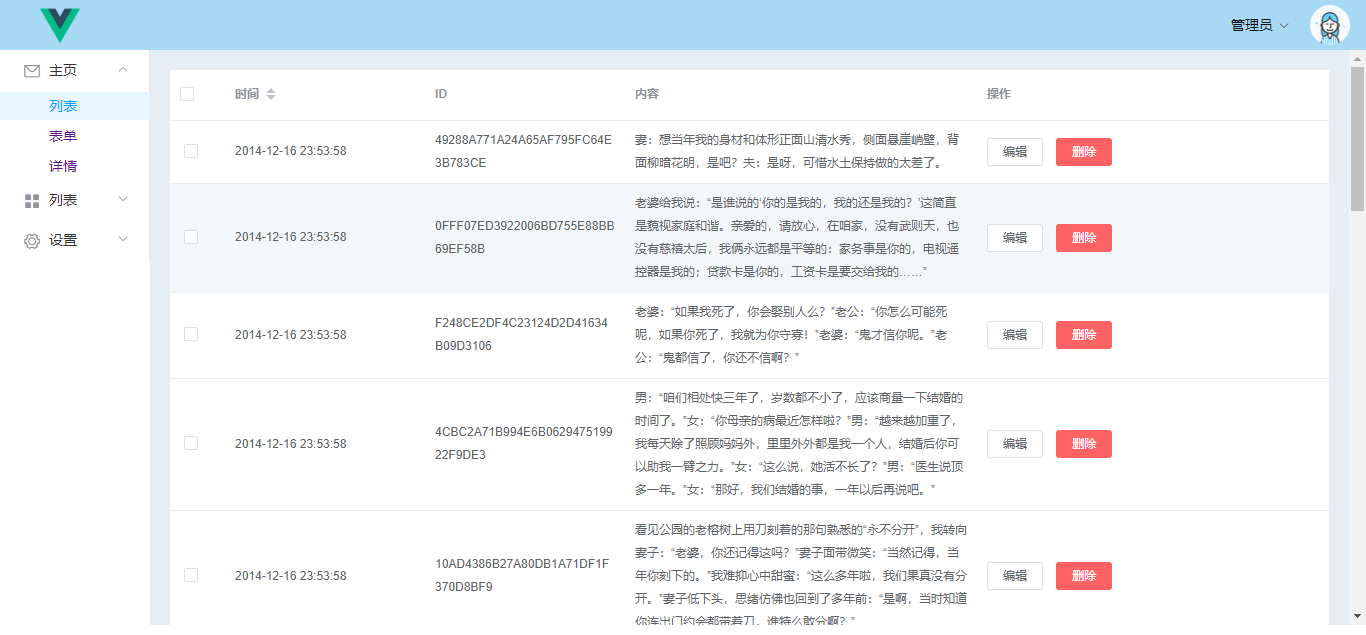 管理员
主页
列表
表单
详情
列表
设置
时间 ID 内容 操作
2014-12-16 23:53:58
49288A771A24A65AF795FC64E
3B783CE
妻：想当年我的身材和体形正面山清水秀，侧面悬崖峭壁，背
面柳暗花明，是吧？夫：是呀，可惜水土保持做的太差了。
编辑 删除
2014-12-16 23:53:58
0FFF07ED3922006BD755E88BB
69EF58B
老婆给我说：“是谁说的‘你的是我的，我的还是我的？’这简直
是藐视家庭和谐。亲爱的，请放心，在咱家，没有武则天，也
没有慈禧太后，我俩永远都是平等的：家务事是你的，电视遥
控器是我的；贷款卡是你的，工资卡是要交给我的……”
编辑 删除
2014-12-16 23:53:58
F248CE2DF4C23124D2D41634
B09D3106
老婆：“如果我死了，你会娶别人么？”老公：“你怎么可能死
呢，如果你死了，我就为你守寡！”老婆：“鬼才信你呢。”老
公：“鬼都信了，你还不信啊？”
编辑 删除
2014-12-16 23:53:58
4CBC2A71B994E6B0629475199
22F9DE3
男：“咱们相处快三年了，岁数都不小了，应该商量一下结婚的
时间了。”女：“你母亲的病最近怎样啦？”男：“越来越加重了，
我每天除了照顾妈妈外，里里外外都是我一个人，结婚后你可
以助我一臂之力。”女：“这么说，她活不长了？”男：“医生说顶
多一年。”女：“那好，我们结婚的事，一年以后再说吧。”
编辑 删除
2014-12-16 23:53:58
10AD4386B27A80DB1A71DF1F
370D8BF9
看见公园的老榕树上用刀刻着的那句熟悉的“永不分开”，我转向
妻子：“老婆，你还记得这吗？”妻子面带微笑：“当然记得，当
年你刻下的。”我难抑心中甜蜜：“这么多年啦，我们果真没有分
开。”妻子低下头，思绪仿佛也回到了多年前：“是啊，当时知道
你连出门约会都带着刀，谁特么敢分啊？”
编辑 删除